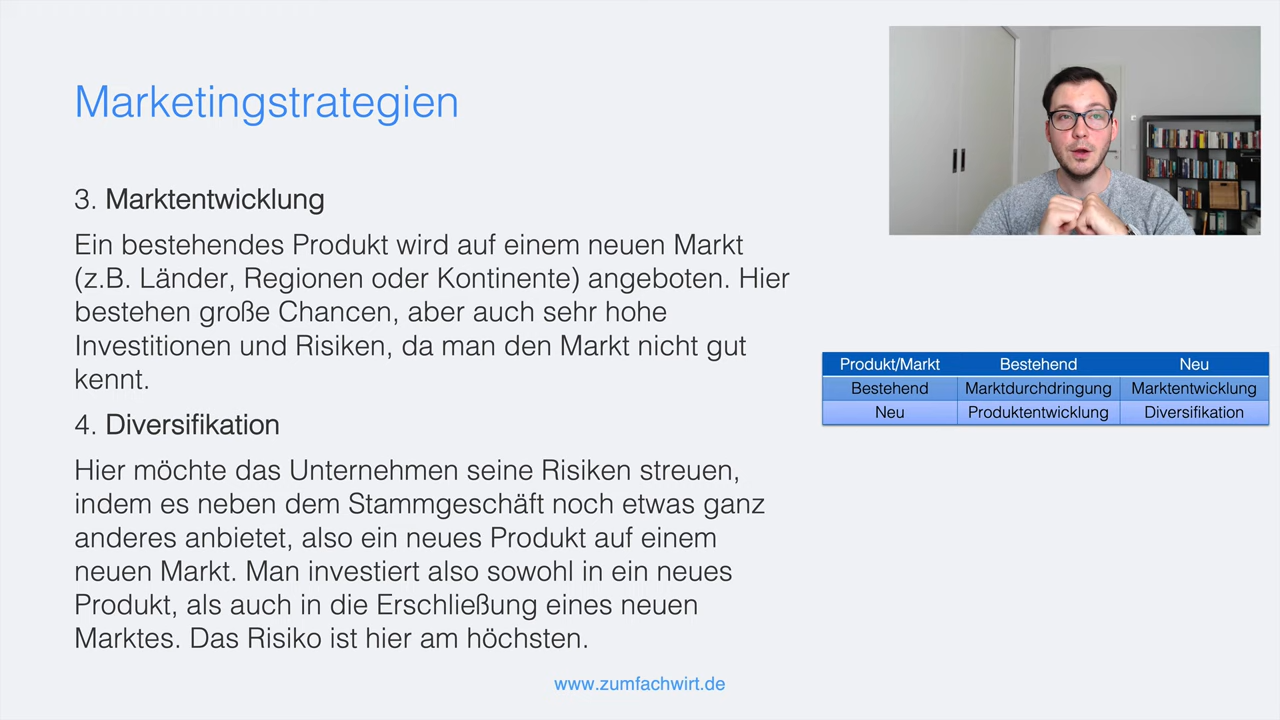 Marketingstrategien
3. Marktentwicklung
Ein bestehendes Produkt wird auf einem neuen Markt
(z.B. Länder, Regionen oder Kontinente) angeboten. Hier
bestehen große Chancen, aber auch sehr hohe
Investitionen und Risiken, da man den Markt nicht gut
kennt.
4. Diversifikation
Hier möchte das Unternehmen seine Risiken streuen,
indem es neben dem Stammgeschäft noch etwas ganz
anderes anbietet, also ein neues Produkt auf einem
neuen Markt. Man investiert also sowohl in ein neues
Produkt, als auch in die Erschließung eines neuen
Marktes. Das Risiko ist hier am höchsten.
Produkt/Markt Bestehend Neu
Bestehend Marktdurchdringung Marktentwicklung
Neu Produktentwicklung Diversifikation
www.zumfachwirt.de